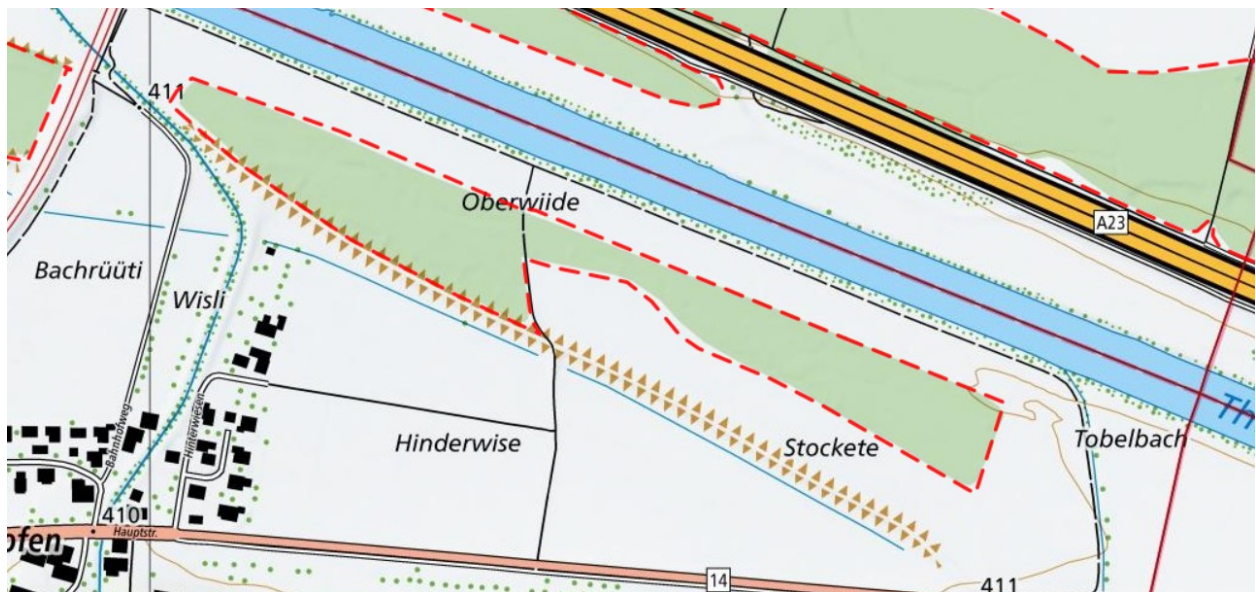 411
Oberwiide
A23
Bachrüüti
Wisli
Th
Bahnhofweg
Hinterwiesen
Hinderwise
Stockete
Tobelbach
410
ofen
Hauptstr.
14
411